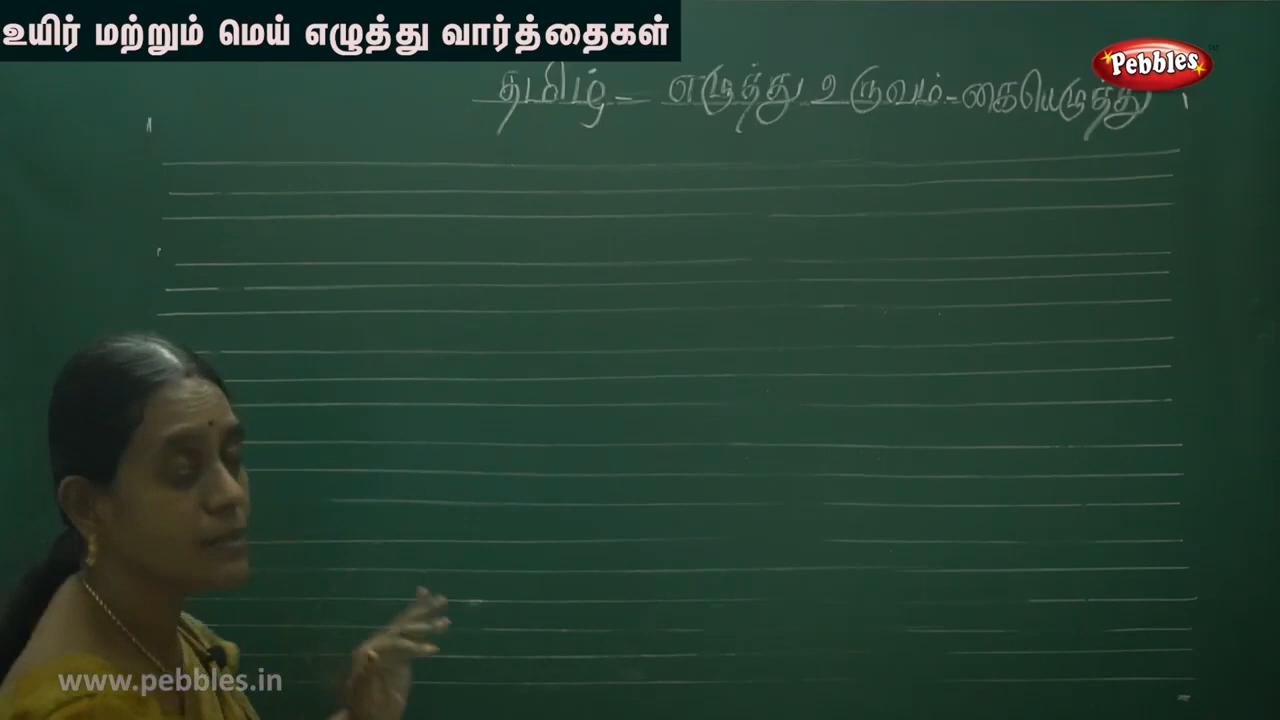 உயிர் மற்றும் மெய் எழுத்து வார்த்தைகள்
Pebbles
தமிழ் - எழுத்து உருவம் - கையெழுத்து
www.pebbles.in